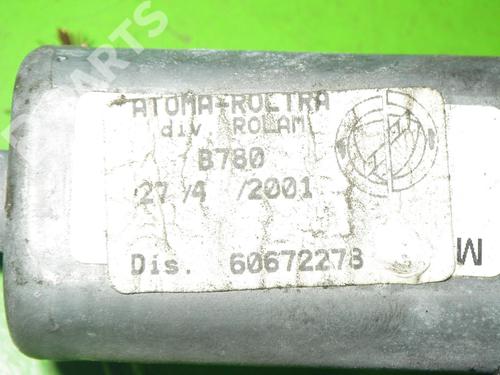 ATOMA-ROLTRA
div. ROLAM
B780
27 /4 /2001
Dis. 60672278
M